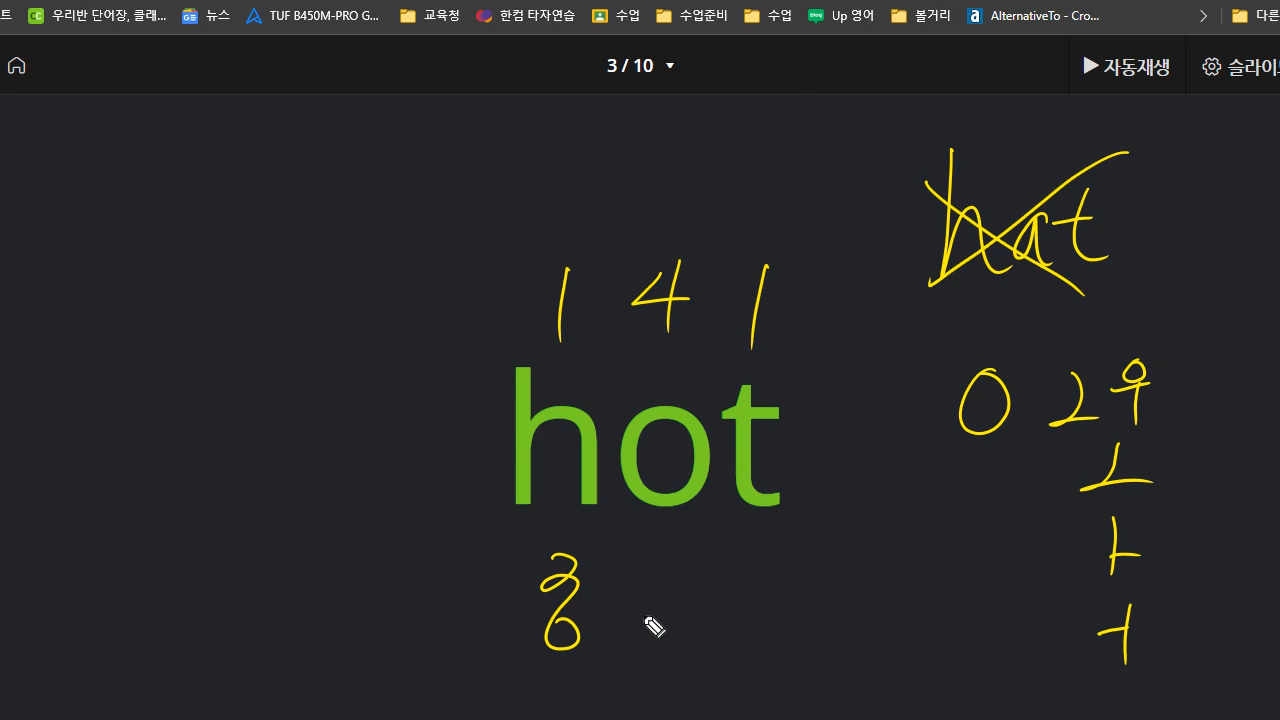 트 우리반 단어장, 클래... 뉴스 TUF B450M-PRO G... 교육청 한컴 타자연습 수업 수업준비 수업 Up 영어 볼거리 AlternativeTo - Cro... 다른
3 / 10 자동재생 슬라이드
hat
1 4 1
hot
0 2우
ㅗ
ㅏ
ㅓ